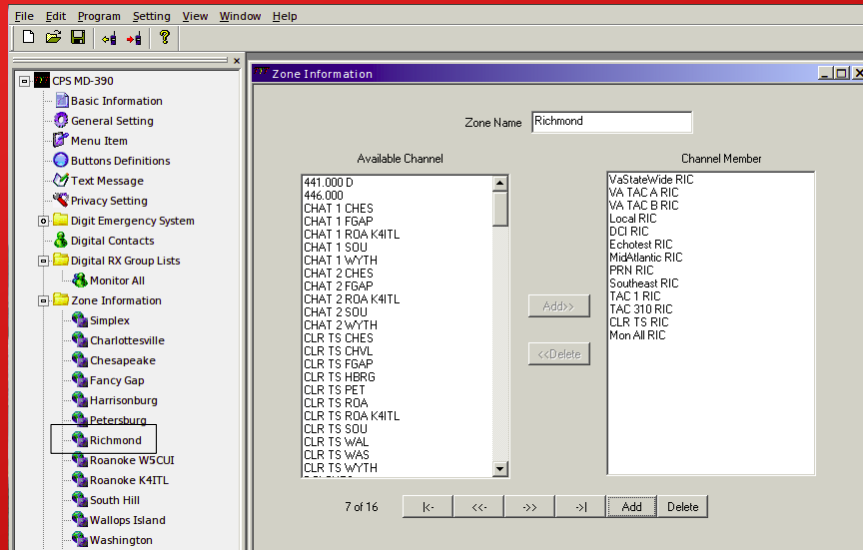 File Edit Program Setting View Window Help
CPS MD-390
Basic Information
General Setting
Menu Item
Buttons Definitions
Text Message
Privacy Setting
Digit Emergency System
Digital Contacts
Digital RX Group Lists
Monitor All
Zone Information
Simplex
Charlottesville
Chesapeake
Fancy Gap
Harrisonburg
Petersburg
Richmond
Roanoke W5CUI
Roanoke K4ITL
South Hill
Wallops Island
Washington
Zone Information
Zone Name Richmond
Available Channel
441.000 D
446.000
CHAT 1 CHES
CHAT 1 FGAP
CHAT 1 ROA K4ITL
CHAT 1 SOU
CHAT 1 WYTH
CHAT 2 CHES
CHAT 2 FGAP
CHAT 2 ROA K4ITL
CHAT 2 SOU
CHAT 2 WYTH
CLR TS CHES
CLR TS CHVL
CLR TS FGAP
CLR TS HBRG
CLR TS PET
CLR TS ROA
CLR TS ROA K4ITL
CLR TS SOU
CLR TS WAL
CLR TS WAS
CLR TS WYTH
Add>>
<<Delete
Channel Member
VaStateWide RIC
VA TAC A RIC
VA TAC B RIC
Local RIC
DCI RIC
Echotest RIC
MidAtlantic RIC
PRN RIC
Southeast RIC
TAC 1 RIC
TAC 310 RIC
CLR TS RIC
Mon All RIC
7 of 16 |<- <<- ->> ->| Add Delete